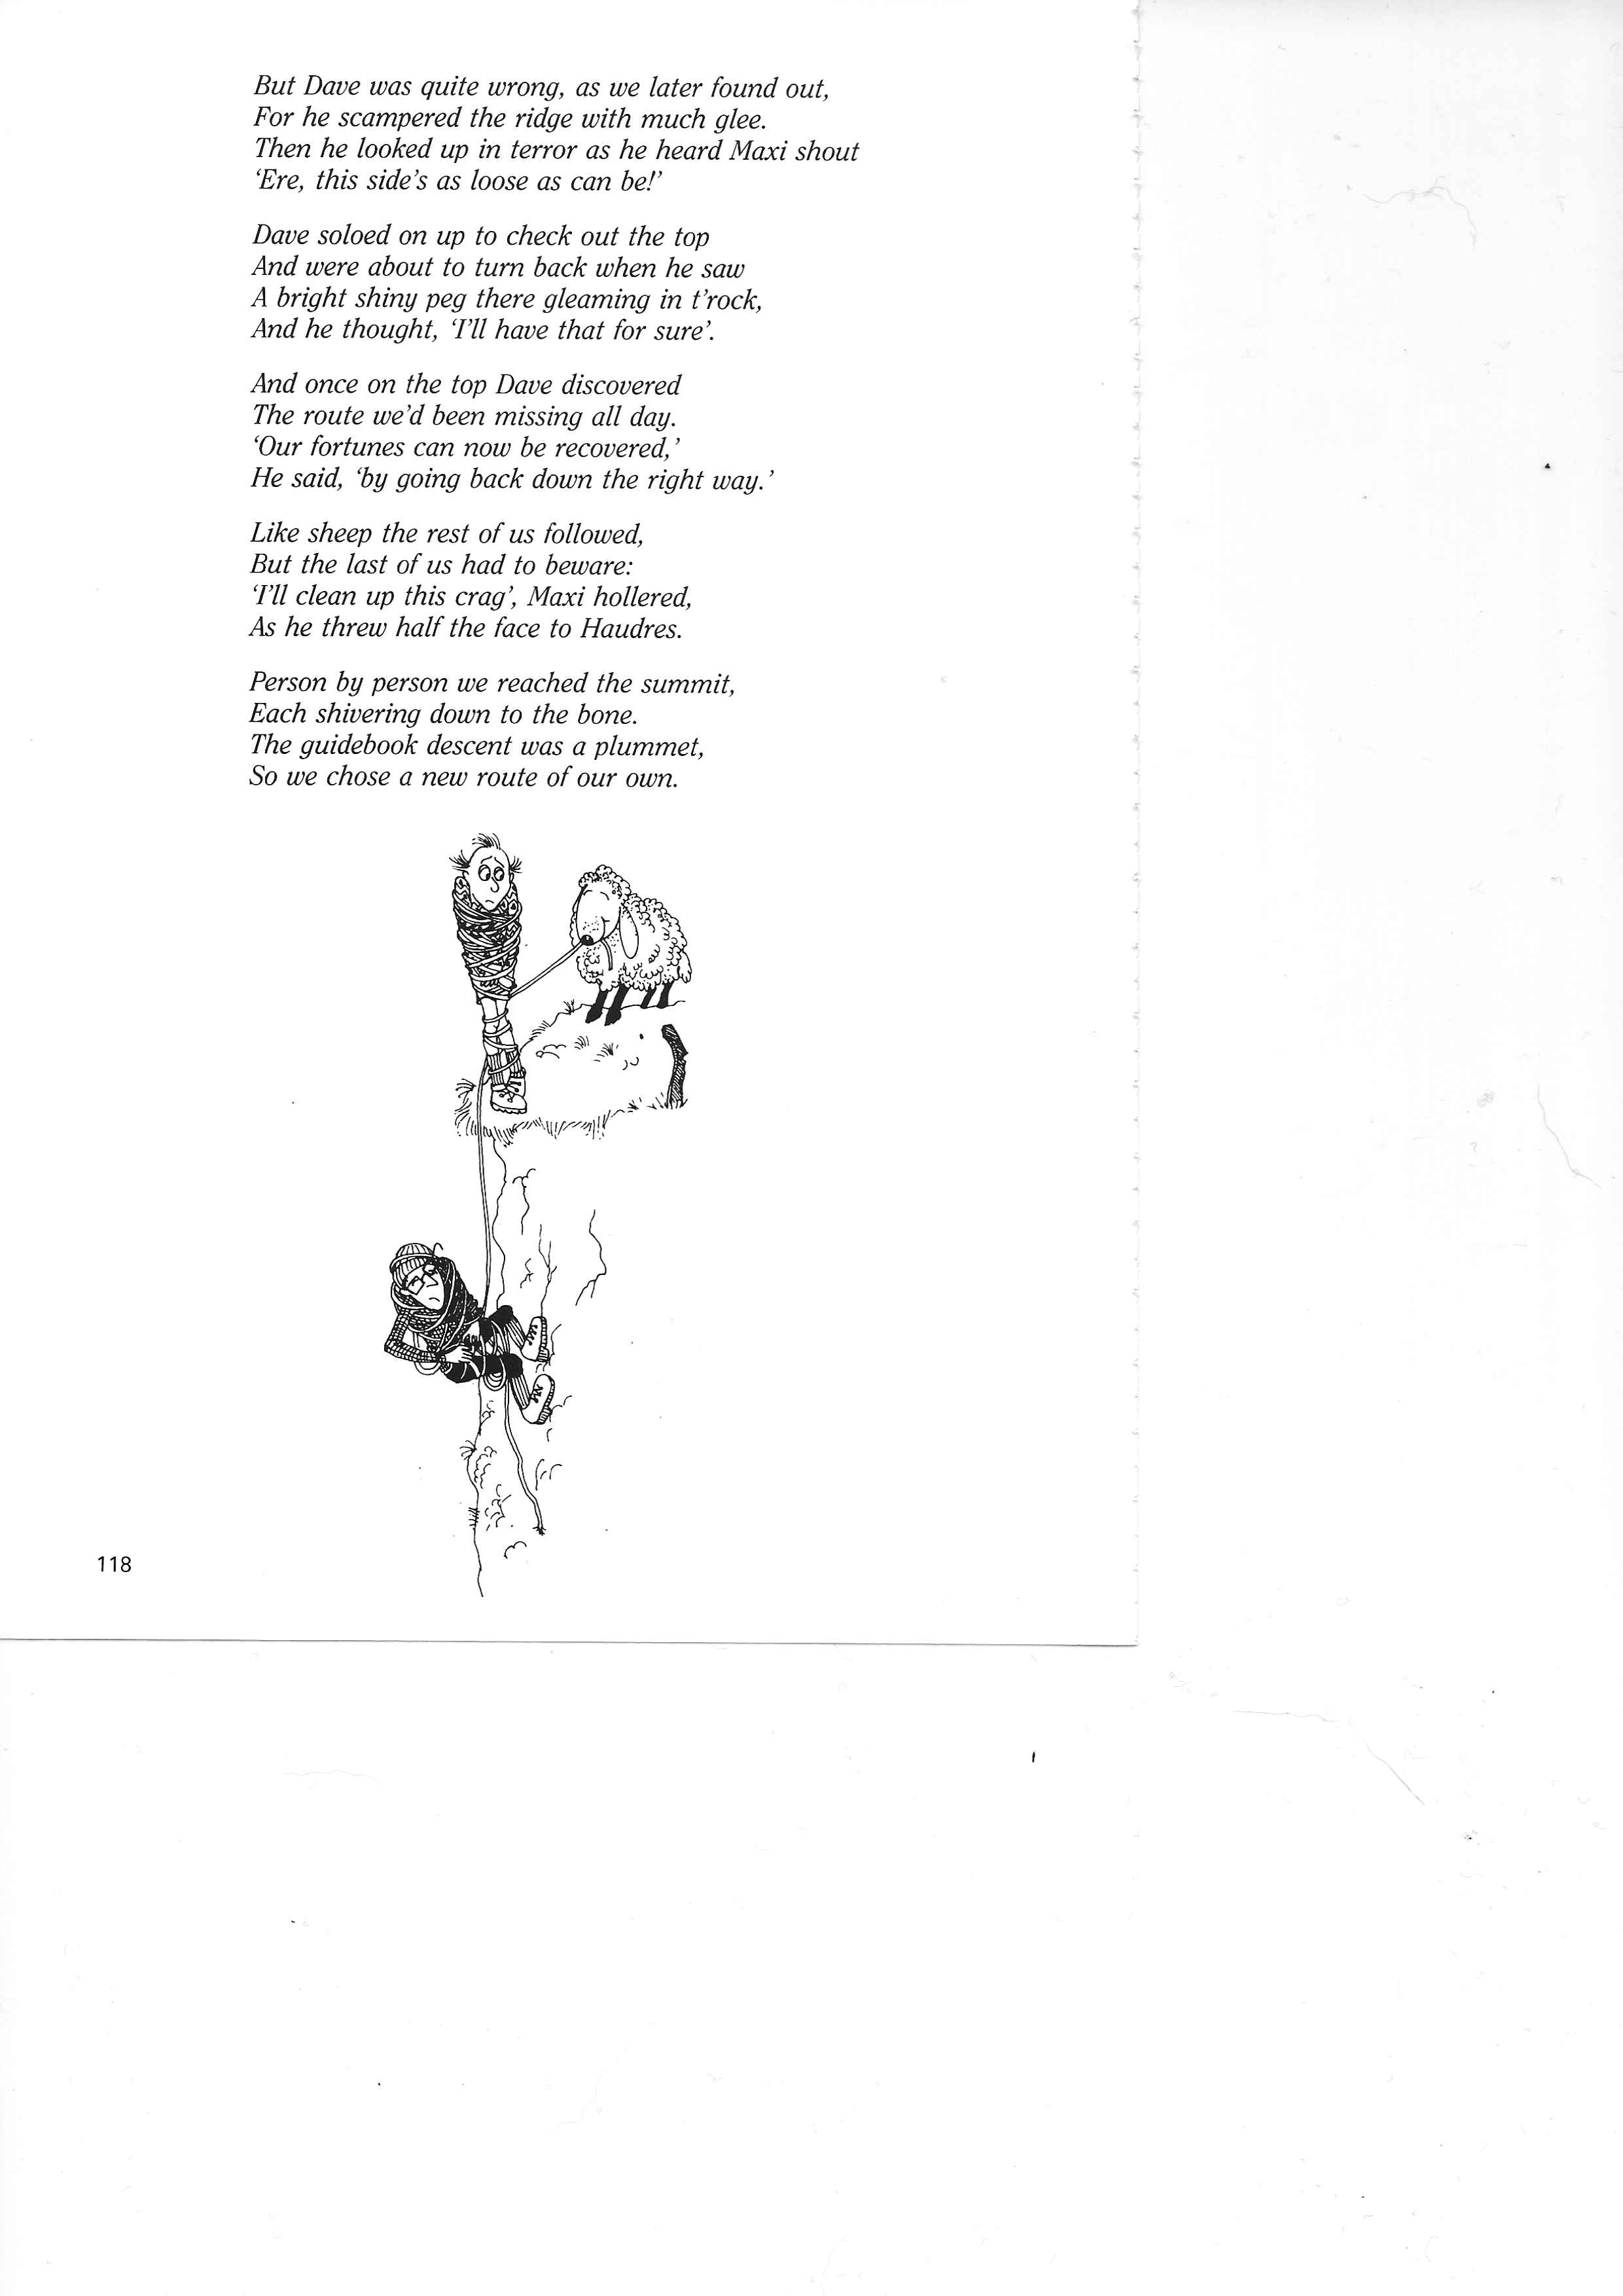 But Dave was quite wrong, as we later found out,
For he scampered the ridge with much glee.
Then he looked up in terror as he heard Maxi shout
‘Ere, this side’s as loose as can be!’
Dave soloed on up to check out the top
And were about to turn back when he saw
A bright shiny peg there gleaming in t’rock,
And he thought, ‘I’ll have that for sure’.
And once on the top Dave discovered
The route we’d been missing all day.
‘Our fortunes can now be recovered,’
He said, ‘by going back down the right way.’
Like sheep the rest of us followed,
But the last of us had to beware:
‘I’ll clean up this crag’, Maxi hollered,
As he threw half the face to Haudres.
Person by person we reached the summit,
Each shivering down to the bone.
The guidebook descent was a plummet,
So we chose a new route of our own.
118